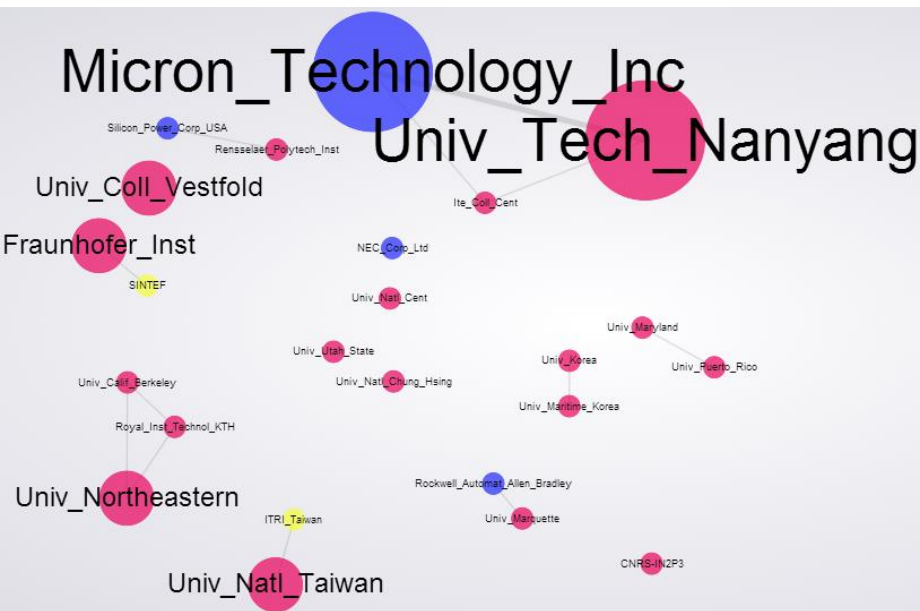 Micron_Technology_Inc
Silicon_Power_Corp_USA
Univ_Tech_Nanyang
Rensselaer_Polytech_Inst
Univ_Coll_Vestfold
Ite_Coll_Cent
Fraunhofer_Inst
NEC_Corp_Ltd
SINTEF
Univ_Natl_Cent
Univ_Maryland
Univ_Utah_State
Univ_Korea
Univ_Puerto_Rico
Univ_Calif_Berkeley
Univ_Natl_Chung_Hsing
Univ_Maritime_Korea
Royal_Inst_Technol_KTH
Rockwell_Automat_Allen_Bradley
Univ_Northeastern
ITRI_Taiwan
Univ_Marquette
CNRS-IN2P3
Univ_Natl_Taiwan